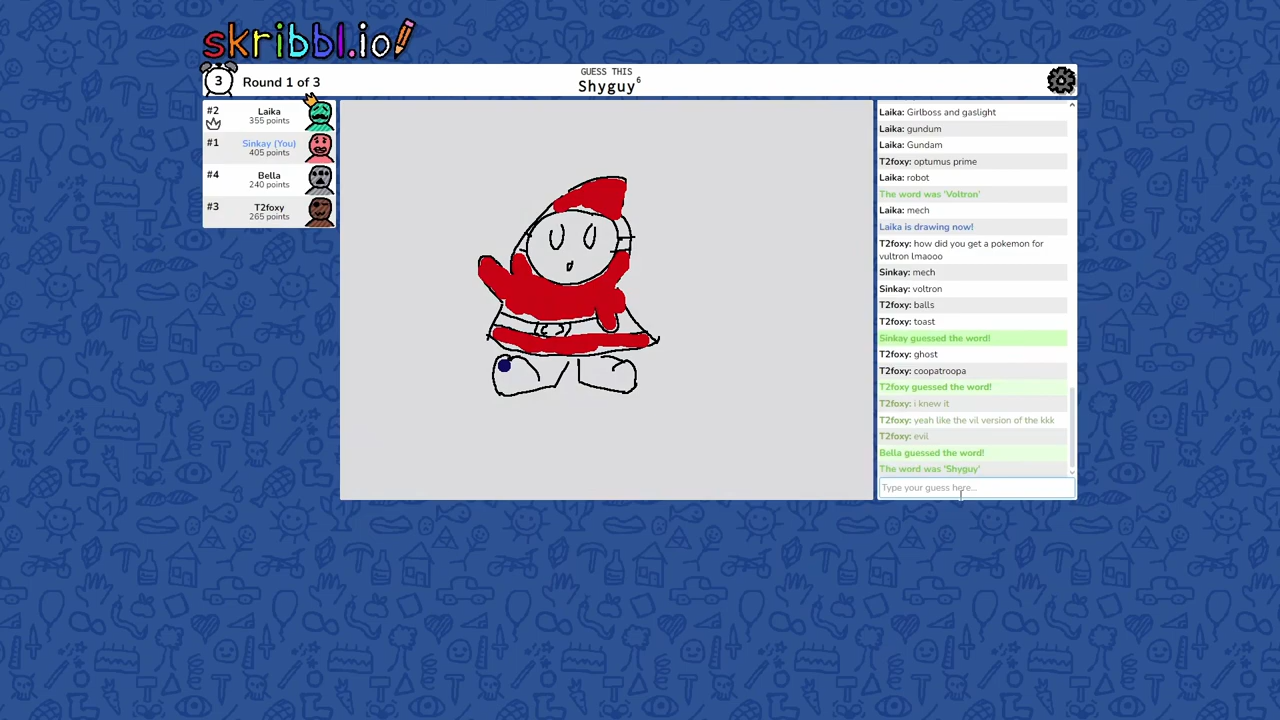 skribbl.io
3
Round 1 of 3
GUESS THIS
Shyguy6
#2
Laika
355 points
#1
Sinkay (You)
405 points
#4
Bella
240 points
#3
T2foxy
265 points
Laika: Girlboss and gaslight
Laika: gundum
Laika: Gundam
T2foxy: optumus prime
Laika: robot
The word was 'Voltron'
Laika: mech
Laika is drawing now!
T2foxy: how did you get a pokemon for
vultron lmaooo
Sinkay: mech
Sinkay: voltron
T2foxy: balls
T2foxy: toast
Sinkay guessed the word!
T2foxy: ghost
T2foxy: coopatroopa
T2foxy guessed the word!
T2foxy: i knew it
T2foxy: yeah like the vil version of the kkk
T2foxy: evil
Bella guessed the word!
The word was 'Shyguy'
Type your guess here...